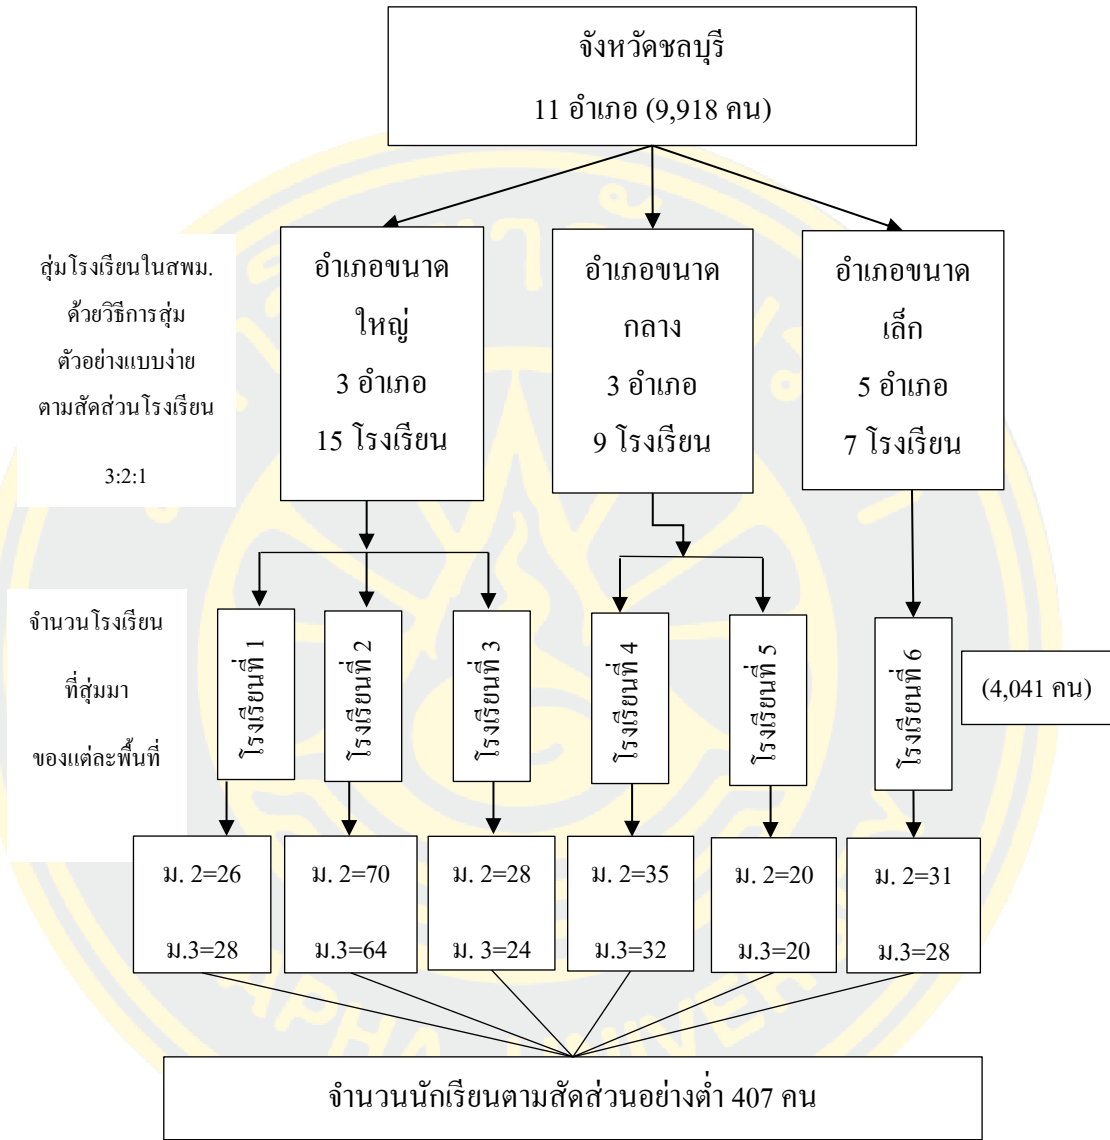 จังหวัดชลบุรี
11 อำเภอ (9,918 คน)
สุ่มโรงเรียนในสพม.
ด้วยวิธีการสุ่ม
ตัวอย่างแบบง่าย
ตามสัดส่วนโรงเรียน
3:2:1
อำเภอขนาด
ใหญ่
3 อำเภอ
15 โรงเรียน
อำเภอขนาด
กลาง
3 อำเภอ
9 โรงเรียน
อำเภอขนาด
เล็ก
5 อำเภอ
7 โรงเรียน
จำนวนโรงเรียน
ที่สุ่มมา
ของแต่ละพื้นที่
โรงเรียนที่ 1
โรงเรียนที่ 2
โรงเรียนที่ 3
โรงเรียนที่ 4
โรงเรียนที่ 5
โรงเรียนที่ 6
(4,041 คน)
ม. 2=26
ม.3=28
ม. 2=70
ม.3=64
ม. 2=28
ม. 3=24
ม. 2=35
ม.3=32
ม. 2=20
ม.3=20
ม. 2=31
ม.3=28
จำนวนนักเรียนตามสัดส่วนอย่างต่ำ 407 คน